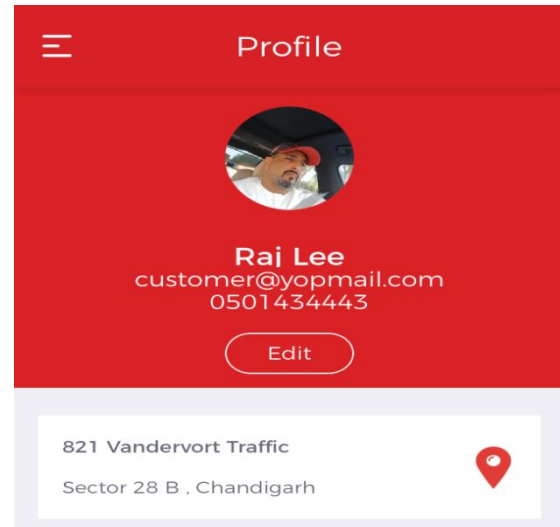 Profile
Raj Lee
customer@yopmail.com
0501434443
Edit
821 Vandervort Traffic
Sector 28 B , Chandigarh